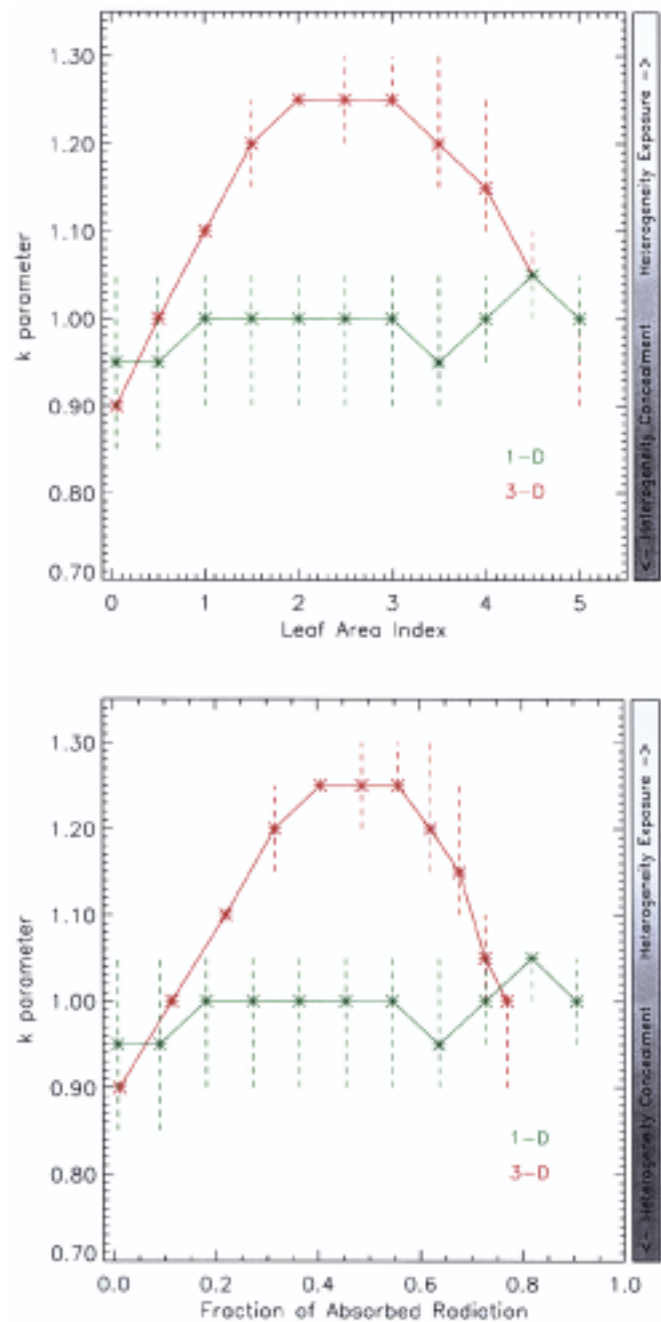 1.30
1.20
1.10
1.00
0.90
0.80
0.70
k parameter
1-D
3-D
0 1 2 3 4 5
Leaf Area Index
<- Heterogeneity Concealment Heterogeneity Exposure ->
1.30
1.20
1.10
1.00
0.90
0.80
0.70
k parameter
1-D
3-D
0.0 0.2 0.4 0.6 0.8 1.0
Fraction of Absorbed Radiation
<- Heterogeneity Concealment Heterogeneity Exposure ->